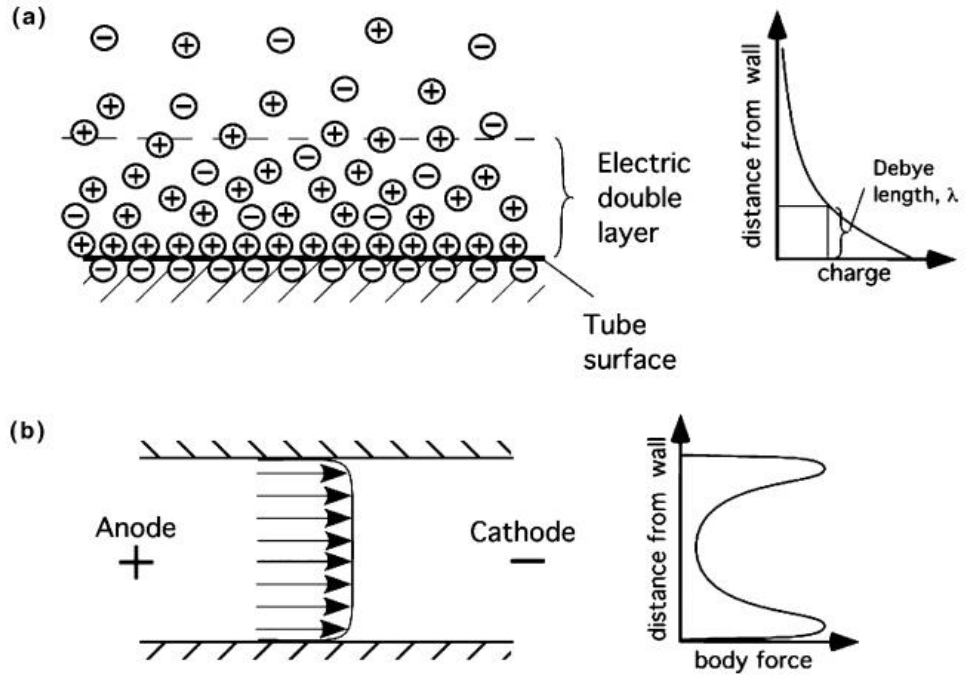 (a)
Electric
double
layer
Tube
surface
distance from wall
Debye
length, λ
charge
(b)
Anode
+
Cathode
−
distance from wall
body force